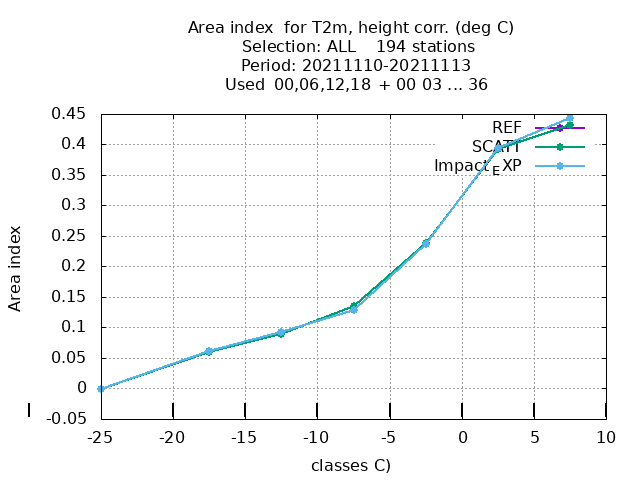 Area index  for T2m, height corr. (deg C)
Selection: ALL    194 stations
Period: 20211110-20211113
Used  00,06,12,18  + 00 03 ... 36
0.45
0.4
0.35
0.3
0.25
0.2
0.15
0.1
0.05
0
-0.05
Area index
REF
SCATT
Impact_EXP
-25 -20 -15 -10 -5 0 5 10
classes C)